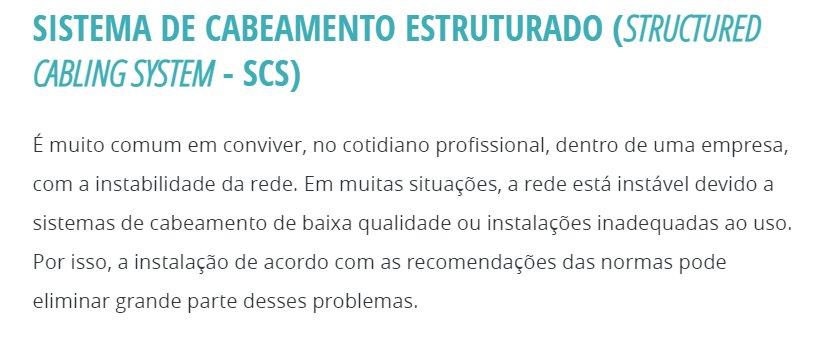 SISTEMA DE CABEAMENTO ESTRUTURADO (STRUCTURED
CABLING SYSTEM - SCS)
É muito comum em conviver, no cotidiano profissional, dentro de uma empresa,
com a instabilidade da rede. Em muitas situações, a rede está instável devido a
sistemas de cabeamento de baixa qualidade ou instalações inadequadas ao uso.
Por isso, a instalação de acordo com as recomendações das normas pode
eliminar grande parte desses problemas.